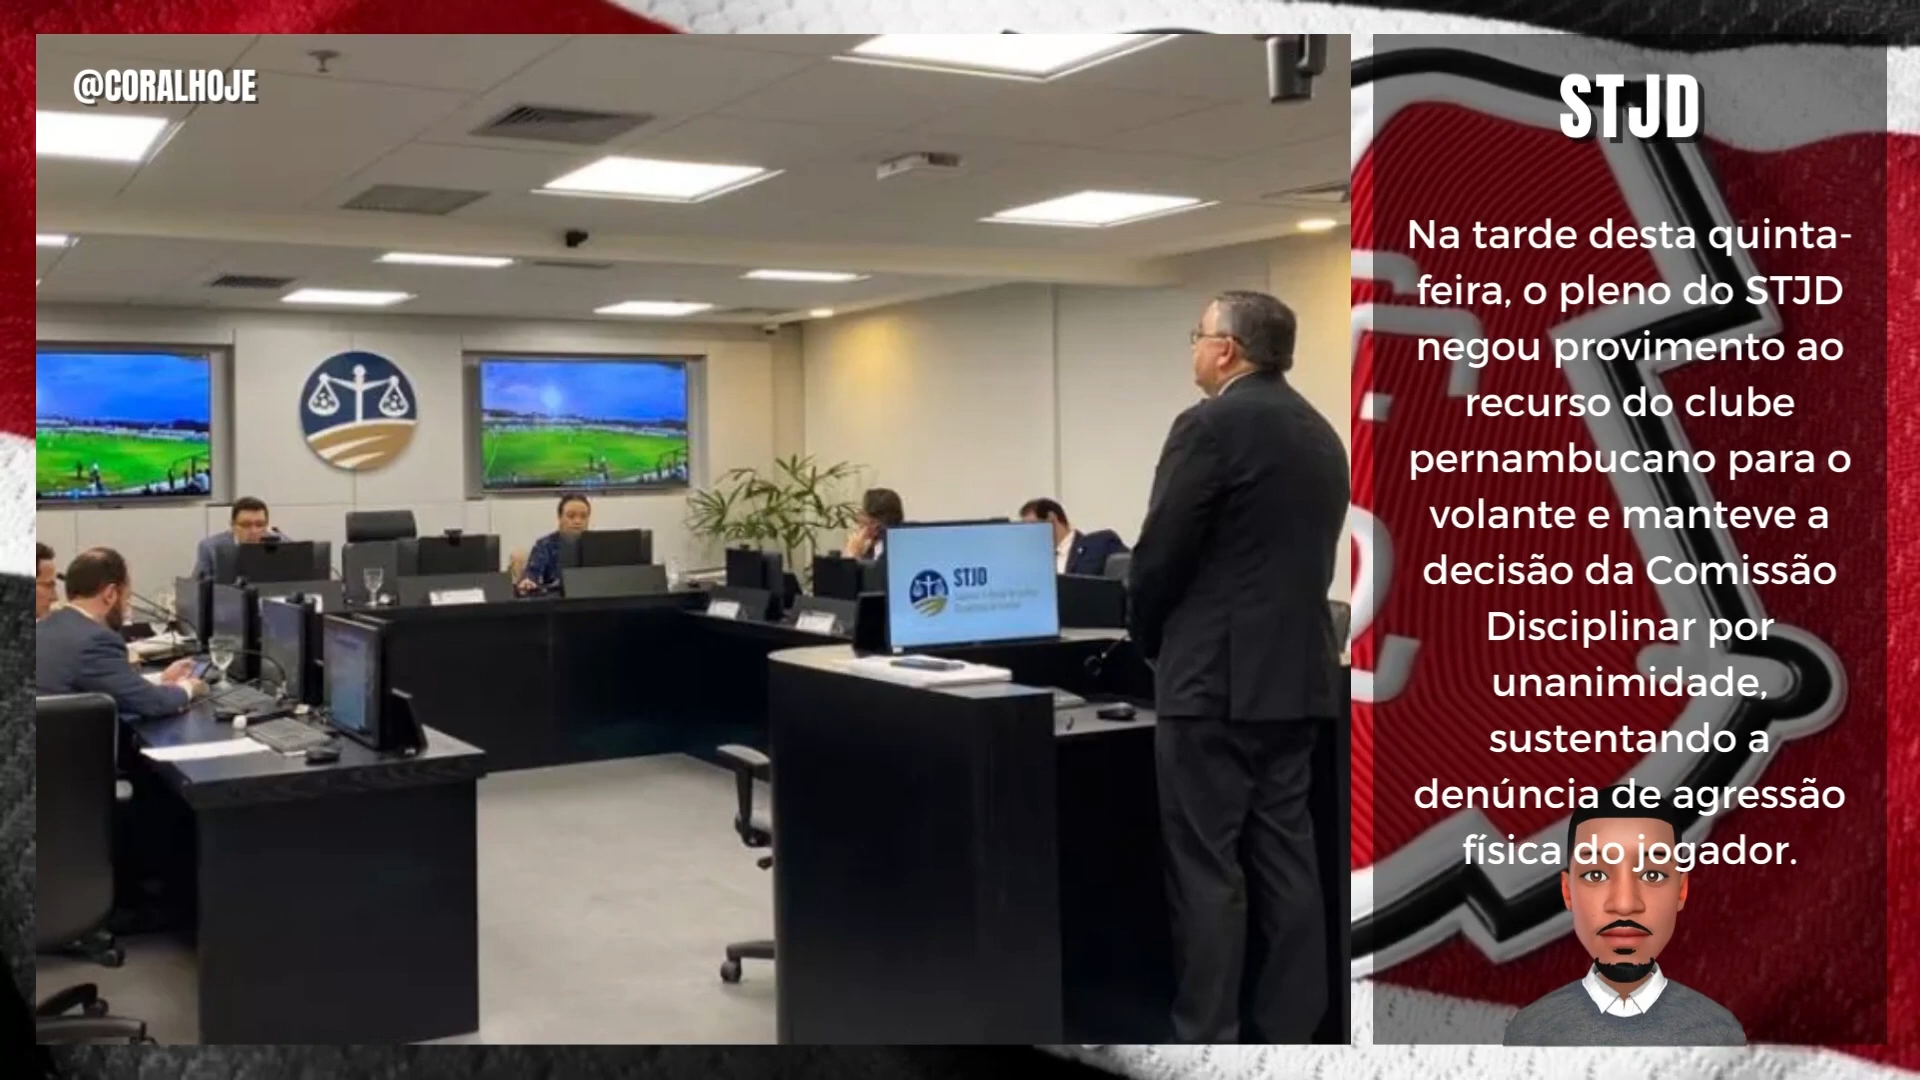 @CORALHOJE
STJD
Na tarde desta quinta-
feira, o pleno do STJD
negou provimento ao
recurso do clube
pernambucano para o
volante e manteve a
decisão da Comissão
Disciplinar por
unanimidade,
sustentando a
denúncia de agressão
física do jogador.
STJD